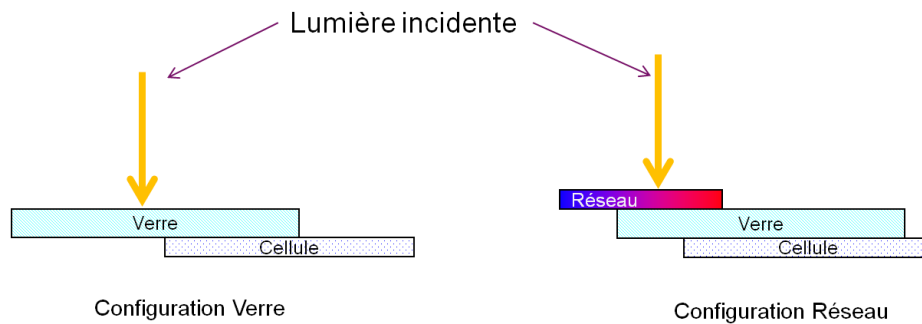 Lumière incidente
Réseau
Verre
Verre
Cellule
Cellule
Configuration Verre
Configuration Réseau